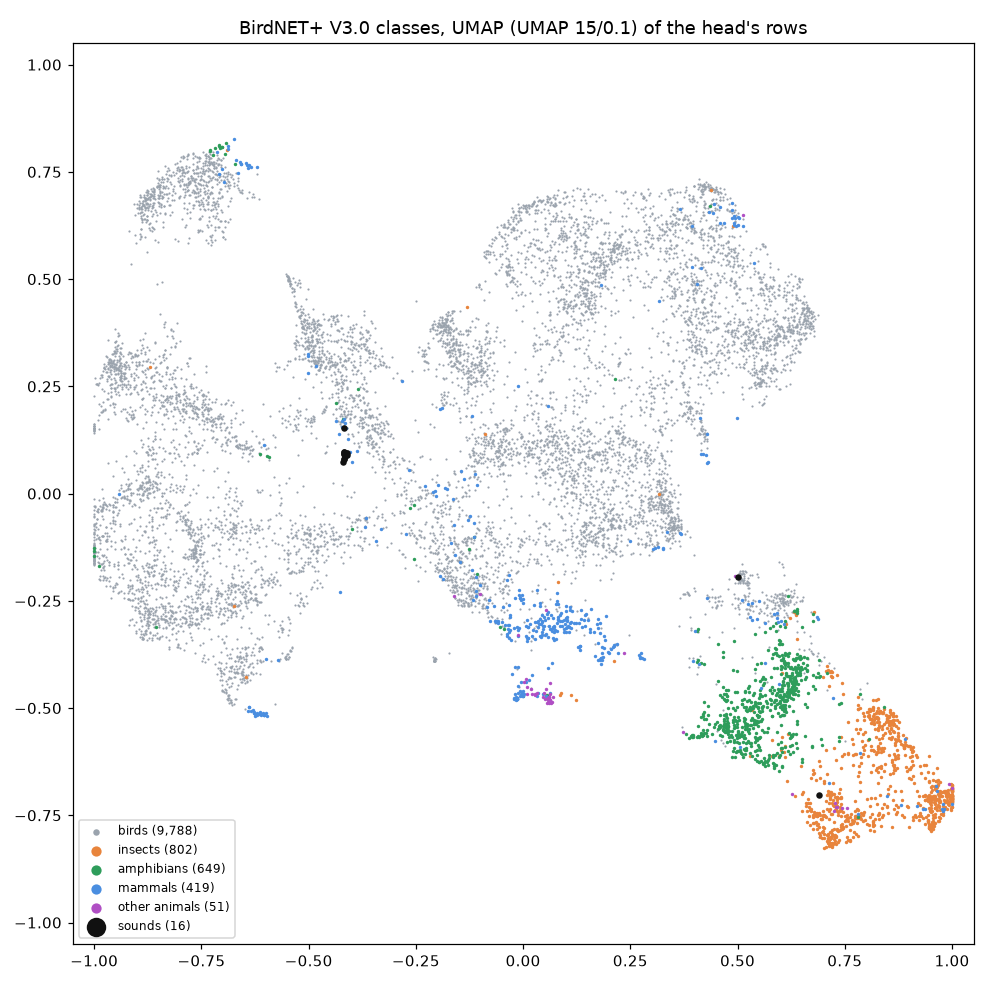 BirdNET+ V3.0 classes, UMAP (UMAP 15/0.1) of the head's rows
1.00
0.75
0.50
0.25
0.00
−0.25
−0.50
−0.75
−1.00
birds (9,788)
insects (802)
amphibians (649)
mammals (419)
other animals (51)
sounds (16)
−1.00 −0.75 −0.50 −0.25 0.00 0.25 0.50 0.75 1.00